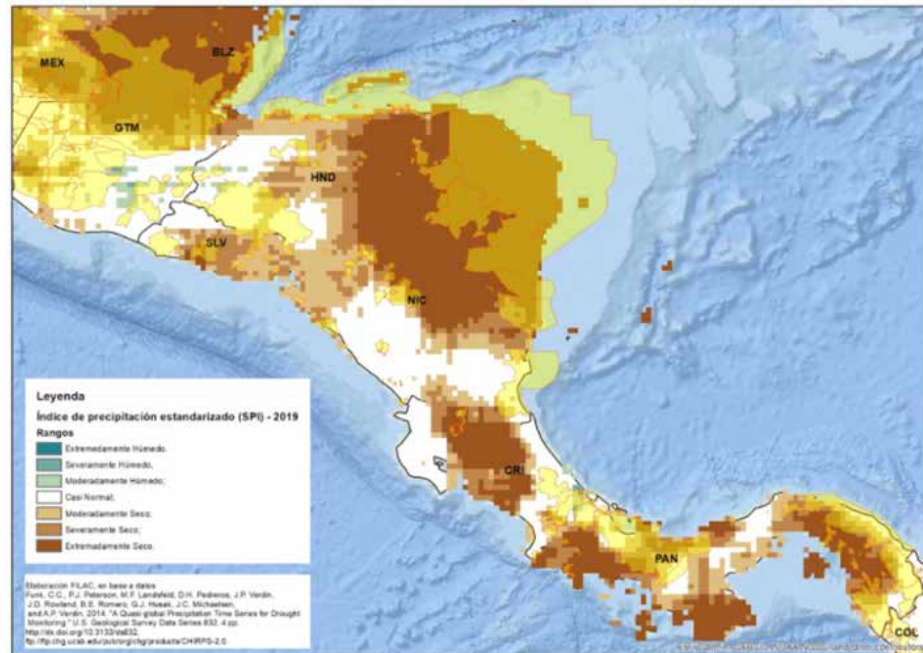 BLZ
MEX
GTM
HND
SLV
NIC
CRI
PAN
COL
Leyenda
Índice de precipitación estandarizado (SPI) - 2019
Rangos
Extremadamente Húmedo.
Severamente Húmedo,
Moderadamente Húmedo;
Casi Normal;
Moderadamente Seco;
Severamente Seco;
Extremadamente Seco.
Elaboración FILAC, en base a datos
Funk, C.C., P.J. Peterson, M.F. Landsfeld, D.H. Pedreros, J.P. Verdin,
J.D. Rowland, B.E. Romero, G.J. Husak, J.C. Michaelsen,
and A.P. Verdin, 2014, "A Quasi-global Precipitation Time Series for Drought
Monitoring." U.S. Geological Survey Data Series 832, 4 pp.